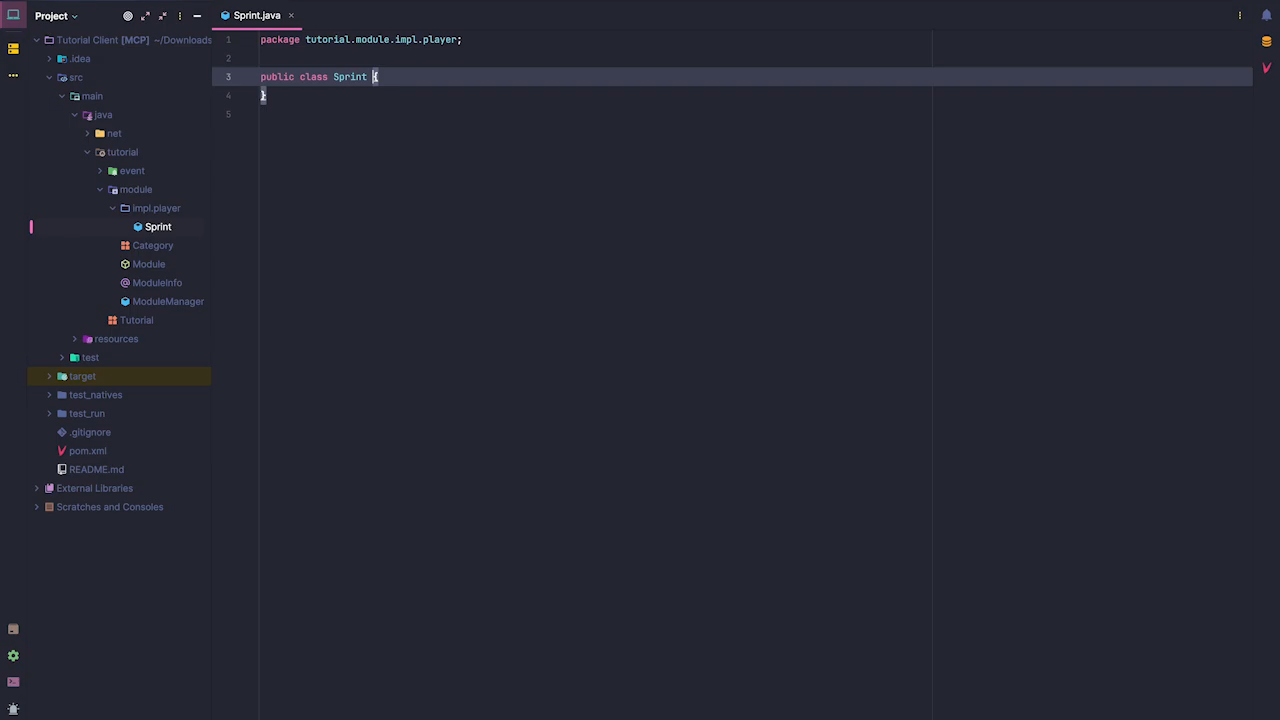 Project
Sprint.java
Tutorial Client [MCP] ~/Downloads
.idea
src
main
java
net
tutorial
event
module
impl.player
Sprint
Category
Module
ModuleInfo
ModuleManager
Tutorial
resources
test
target
test_natives
test_run
.gitignore
pom.xml
README.md
External Libraries
Scratches and Consoles
1 package tutorial.module.impl.player;
2
3 public class Sprint {
4 }
5